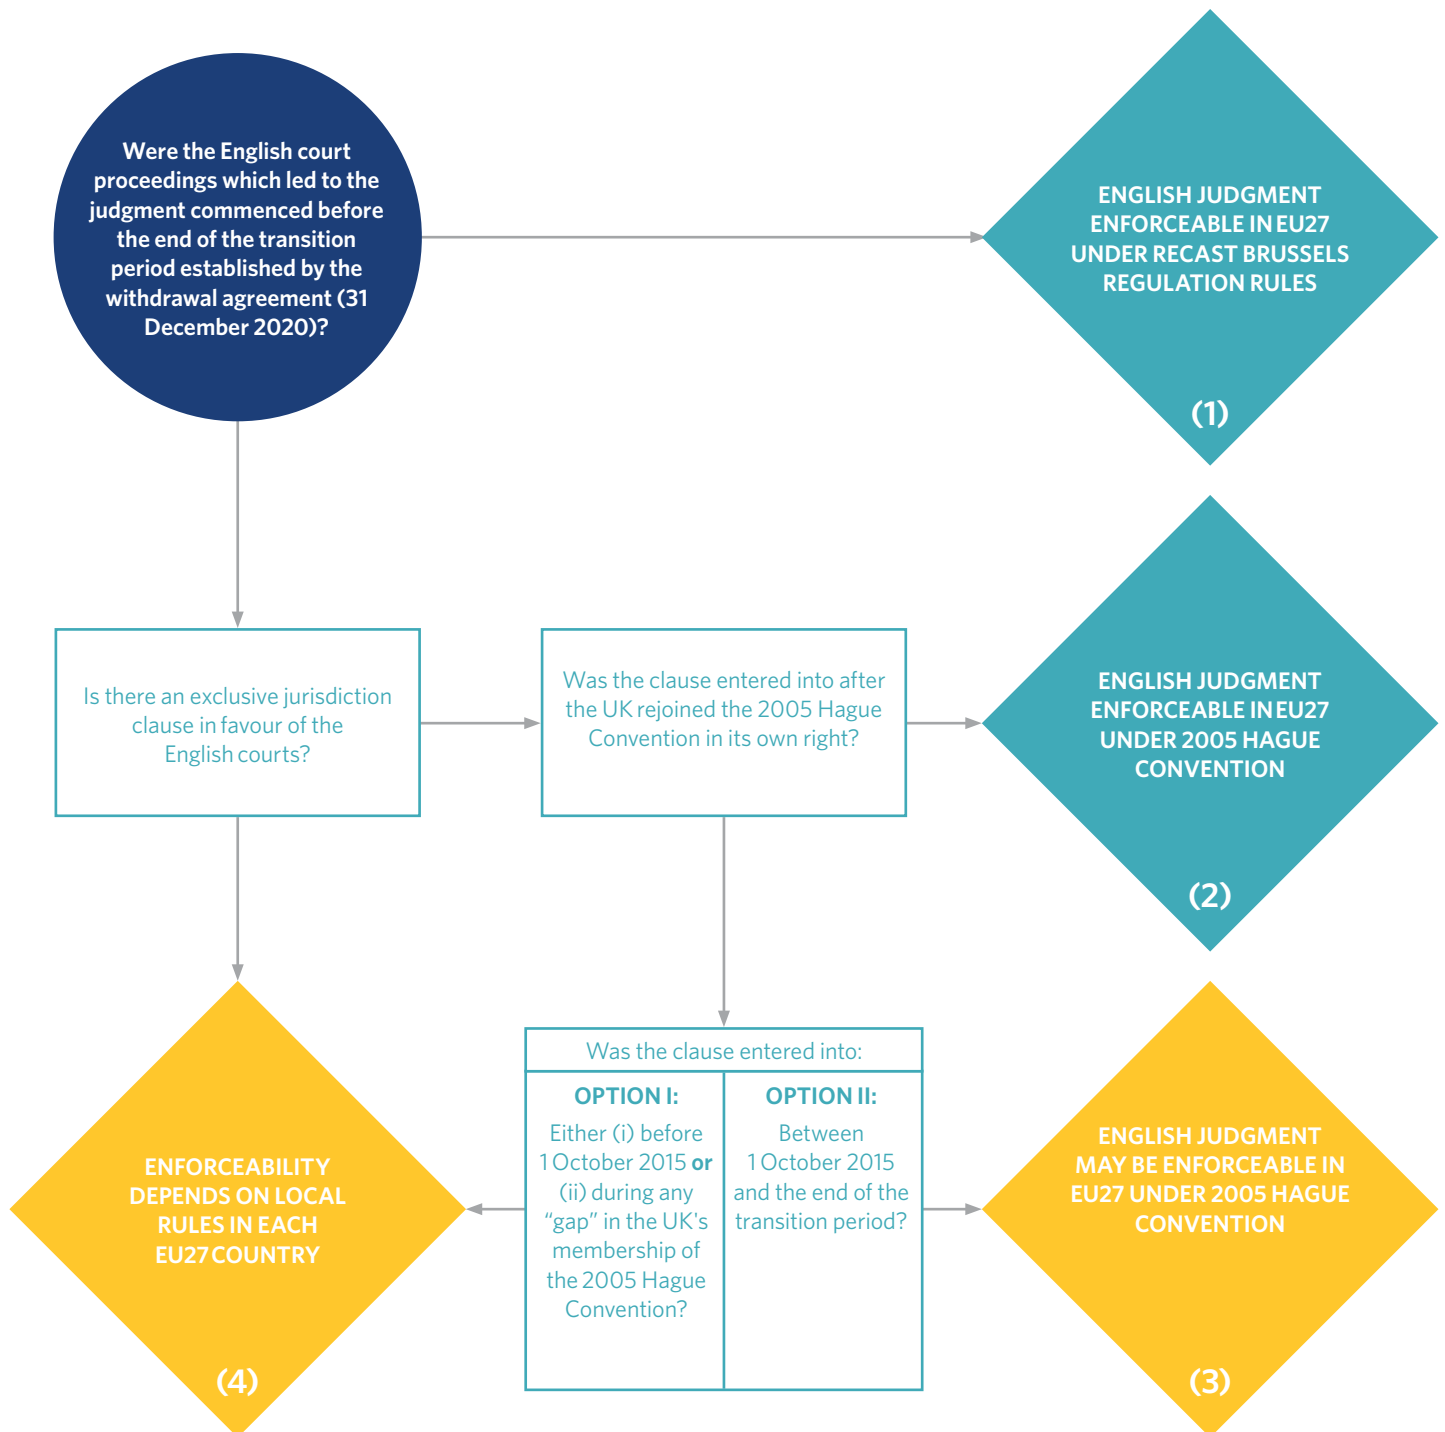 Were the English court
proceedings which led to the
judgment commenced before
the end of the transition
period established by the
withdrawal agreement (31
December 2020)?
ENGLISH JUDGMENT
ENFORCEABLE IN EU27
UNDER RECAST BRUSSELS
REGULATION RULES
(1)
Is there an exclusive jurisdiction
clause in favour of the
English courts?
Was the clause entered into after
the UK rejoined the 2005 Hague
Convention in its own right?
ENGLISH JUDGMENT
ENFORCEABLE IN EU27
UNDER 2005 HAGUE
CONVENTION
(2)
ENFORCEABILITY
DEPENDS ON LOCAL
RULES IN EACH
EU27 COUNTRY
(4)
Was the clause entered into:
OPTION I:
Either (i) before
1 October 2015 or
(ii) during any
“gap” in the UK's
membership of
the 2005 Hague
Convention?
OPTION II:
Between
1 October 2015
and the end of the
transition period?
ENGLISH JUDGMENT
MAY BE ENFORCEABLE IN
EU27 UNDER 2005 HAGUE
CONVENTION
(3)